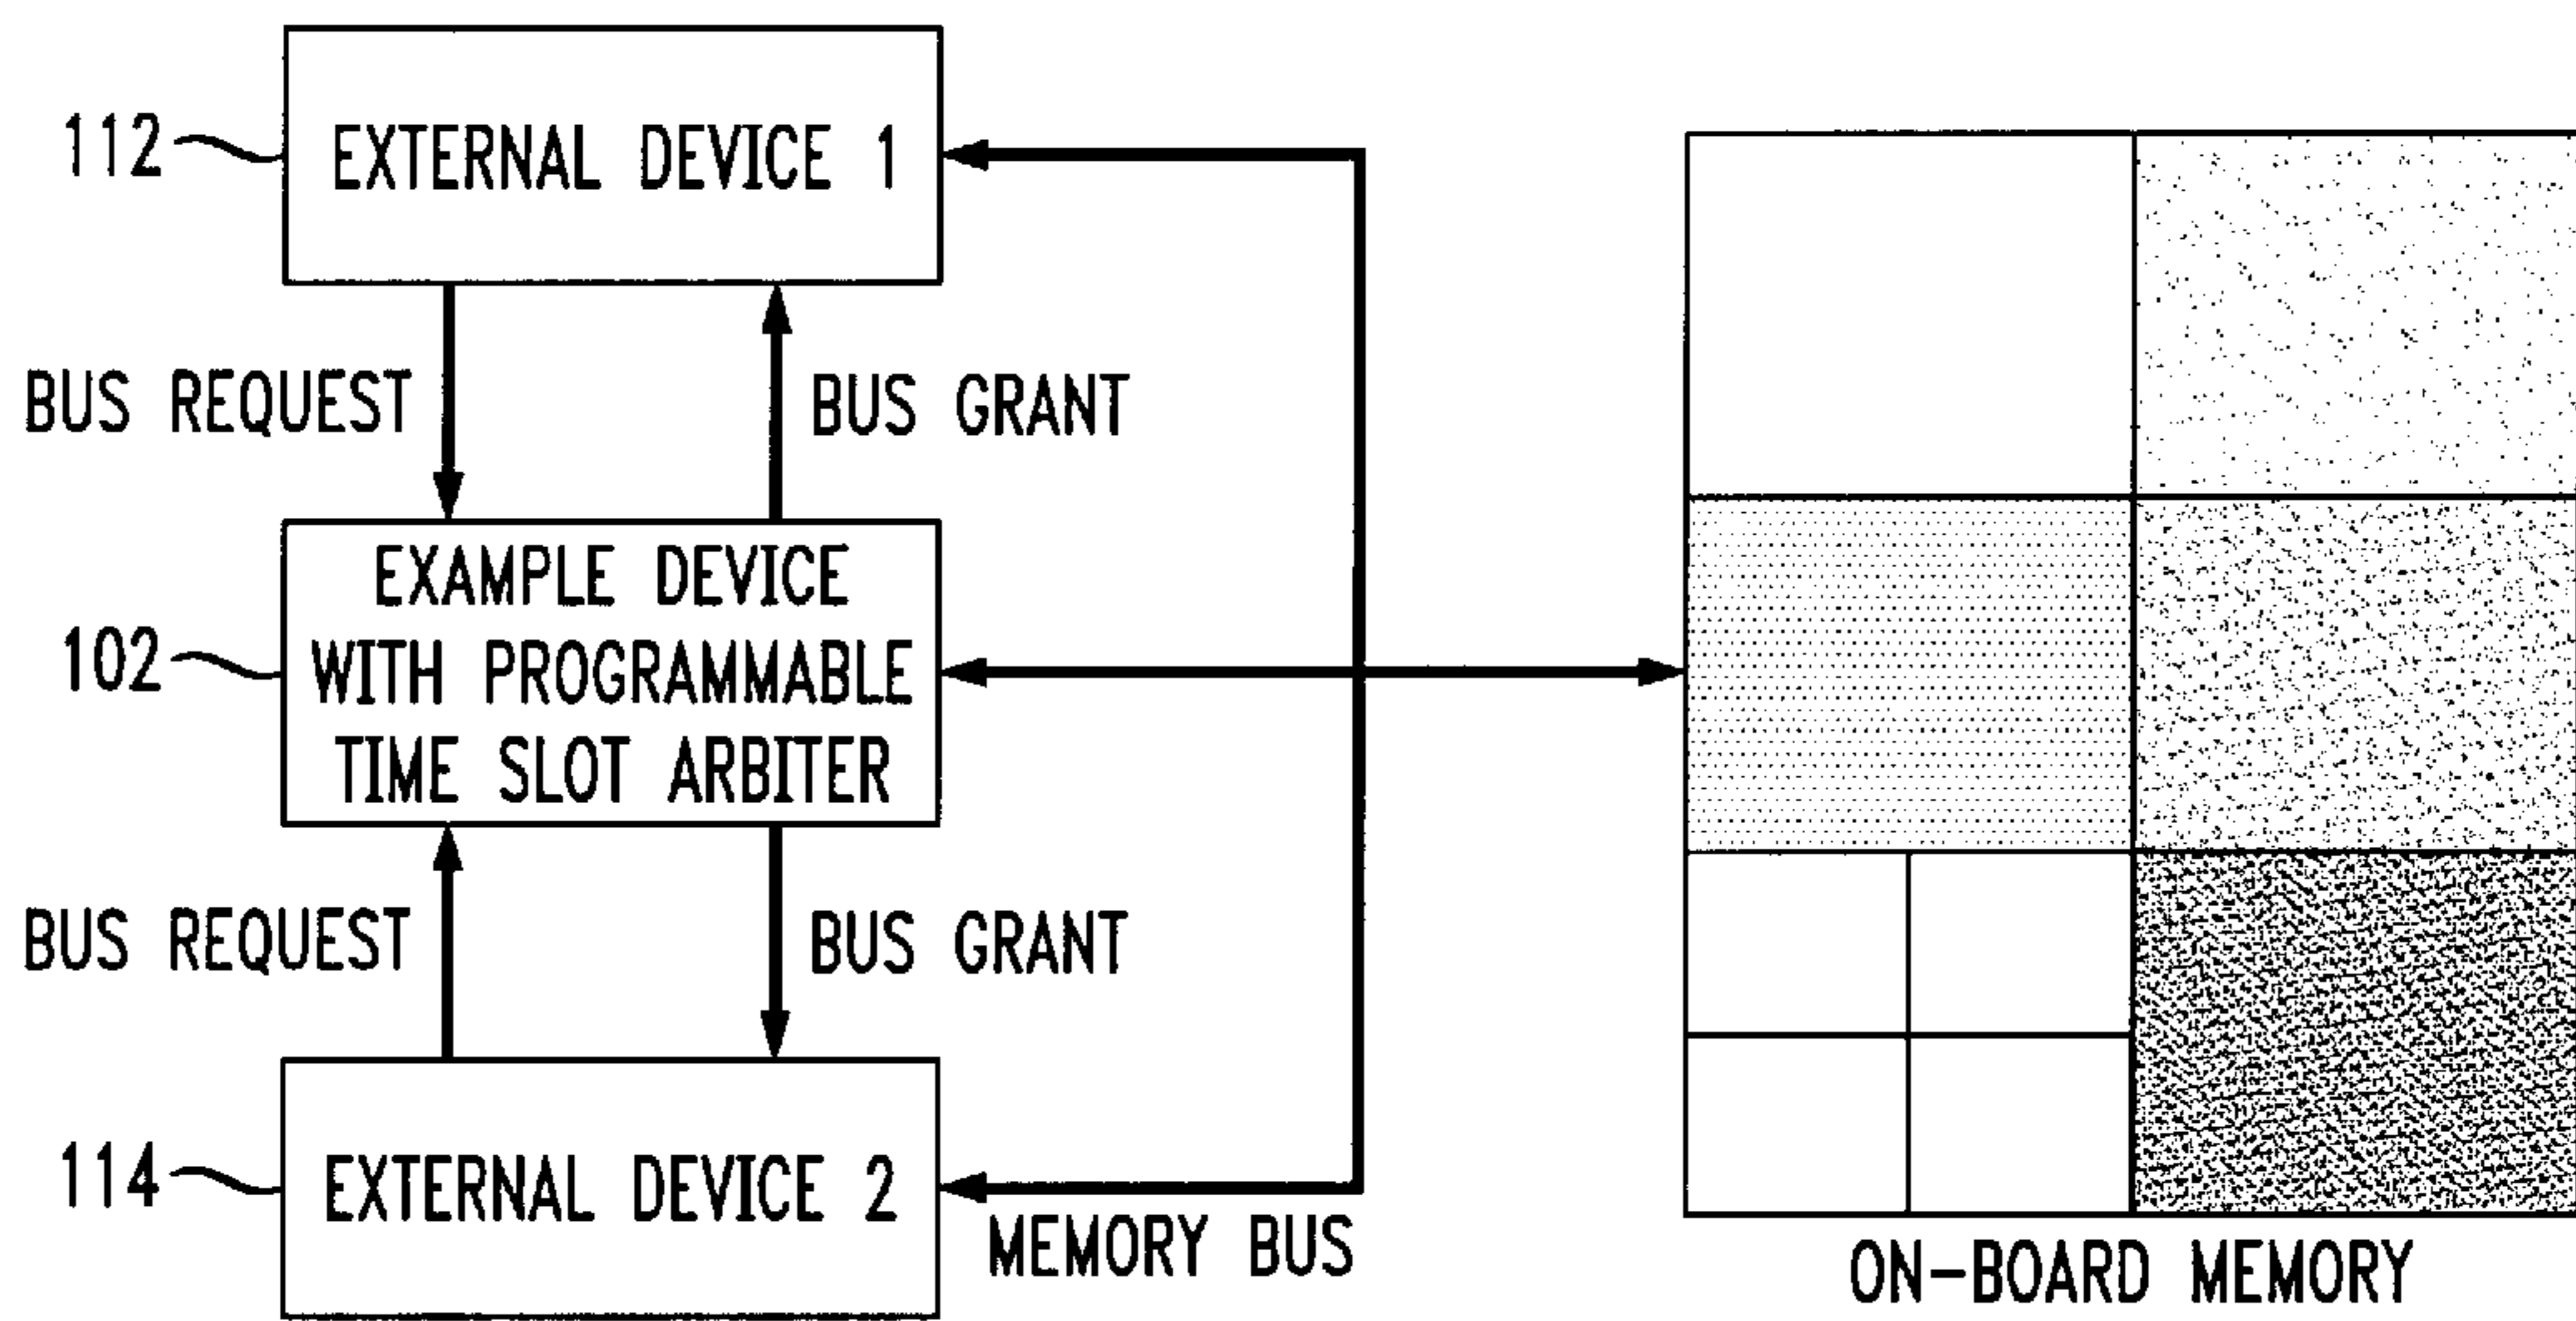 112
EXTERNAL DEVICE 1
BUS REQUEST
BUS GRANT
102
EXAMPLE DEVICE
WITH PROGRAMMABLE
TIME SLOT ARBITER
BUS REQUEST
BUS GRANT
114
EXTERNAL DEVICE 2
MEMORY BUS
ON-BOARD MEMORY